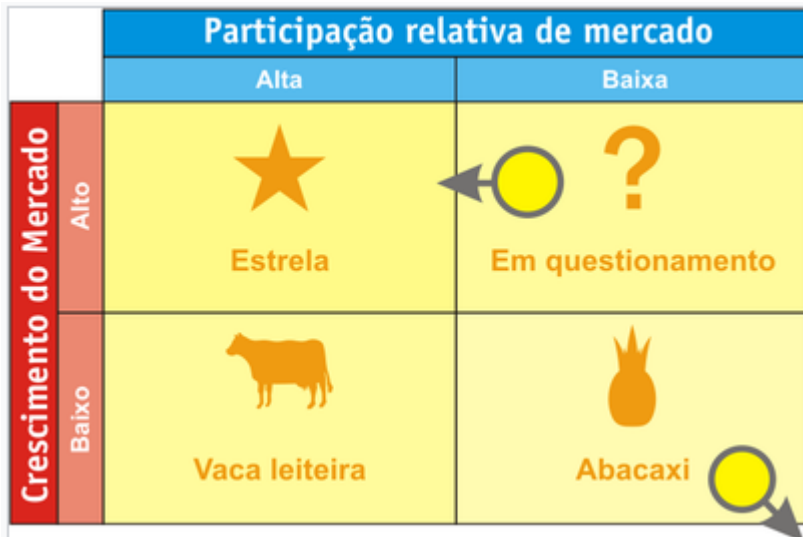 Participação relativa de mercado
Alta
Baixa
Crescimento do Mercado
Alto
?
Estrela
Em questionamento
Baixo
Vaca leiteira
Abacaxi